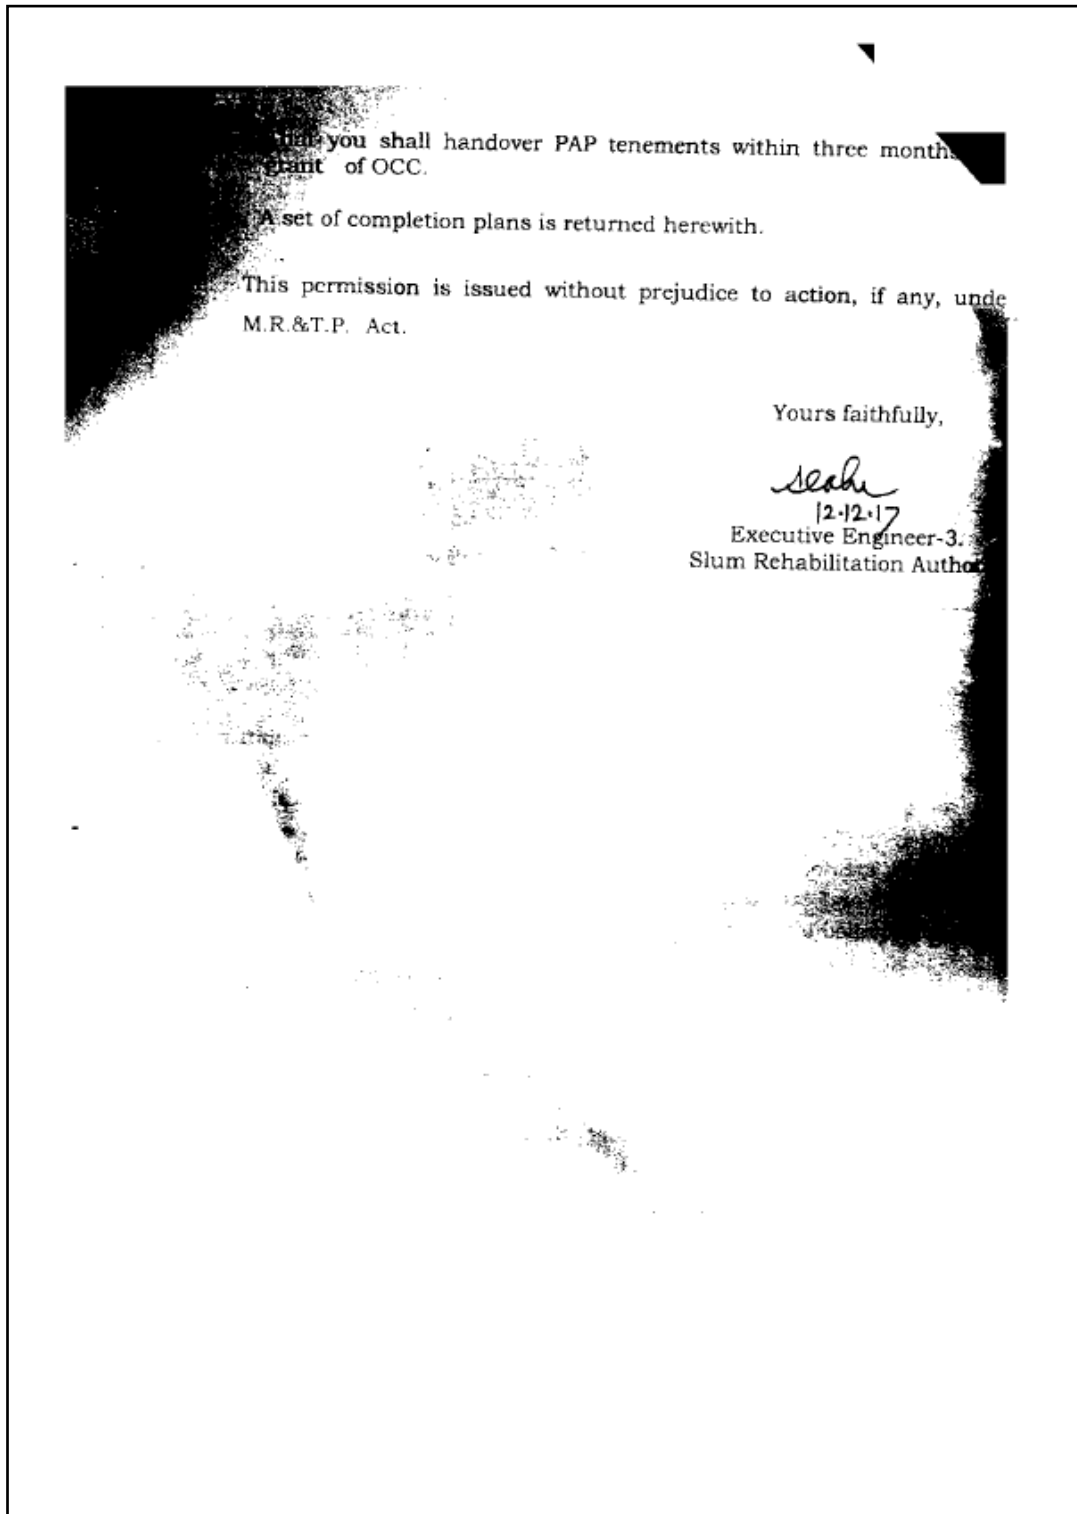 you shall handover PAP tenements within three months
grant of OCC.
A set of completion plans is returned herewith.
This permission is issued without prejudice to action, if any, unde
M.R.&T.P. Act.
Yours faithfully,
12.12.17
Executive Engineer-3.
Slum Rehabilitation Autho